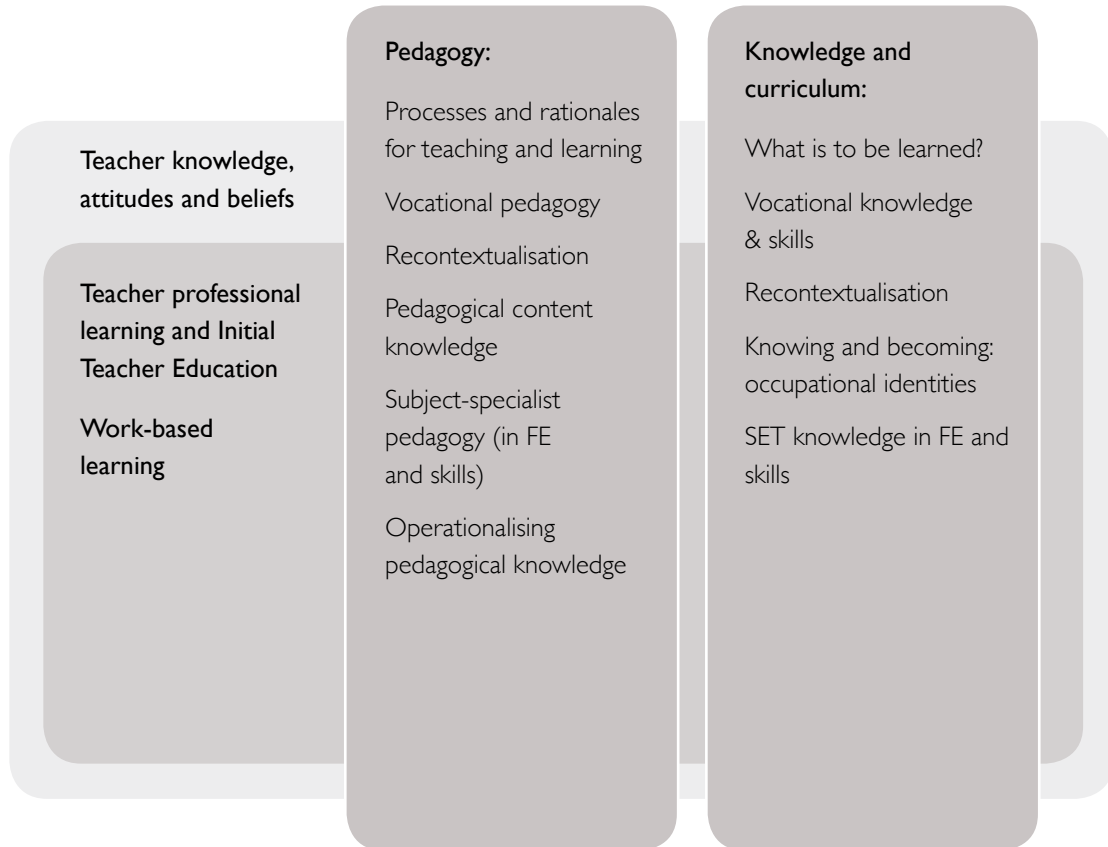 Teacher knowledge,
attitudes and beliefs
Teacher professional
learning and Initial
Teacher Education
Work-based
learning
Pedagogy:
Processes and rationales
for teaching and learning
Vocational pedagogy
Recontextualisation
Pedagogical content
knowledge
Subject-specialist
pedagogy (in FE
and skills)
Operationalising
pedagogical knowledge
Knowledge and
curriculum:
What is to be learned?
Vocational knowledge
& skills
Recontextualisation
Knowing and becoming:
occupational identities
SET knowledge in FE and
skills